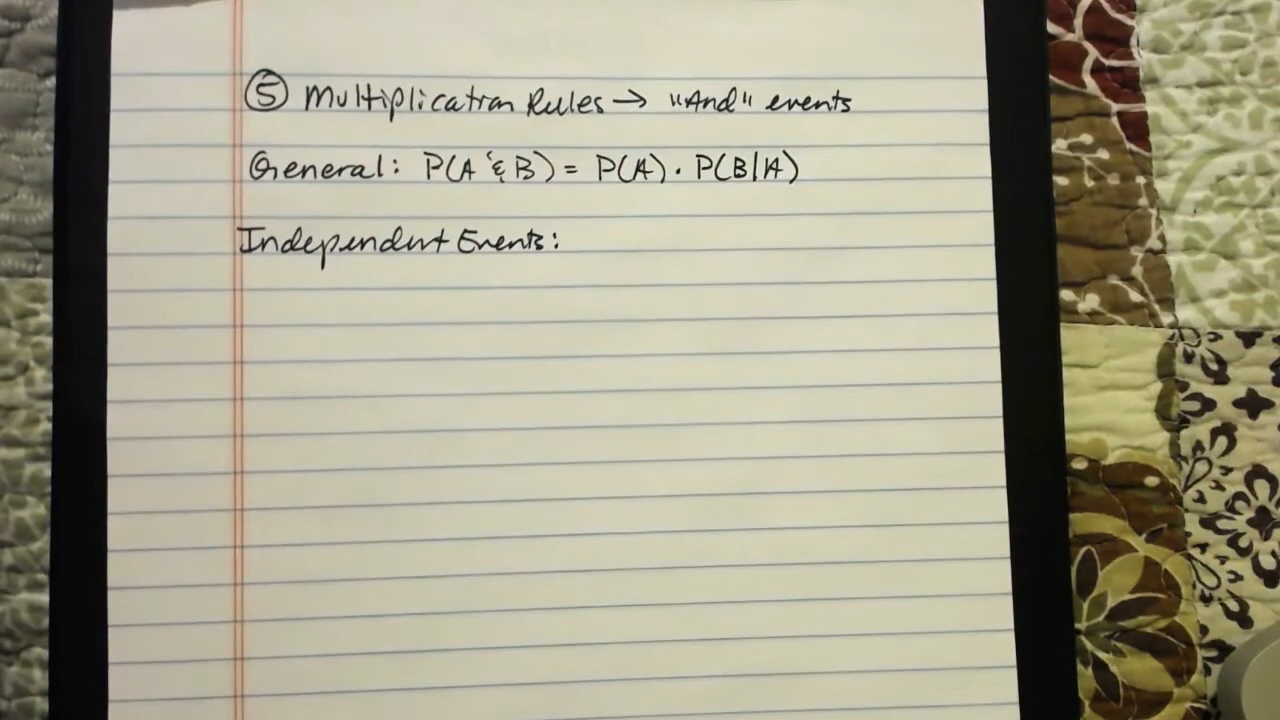 ⑤ Multiplication Rules → "And" events
General: P(A & B) = P(A) · P(B|A)
Independent Events: